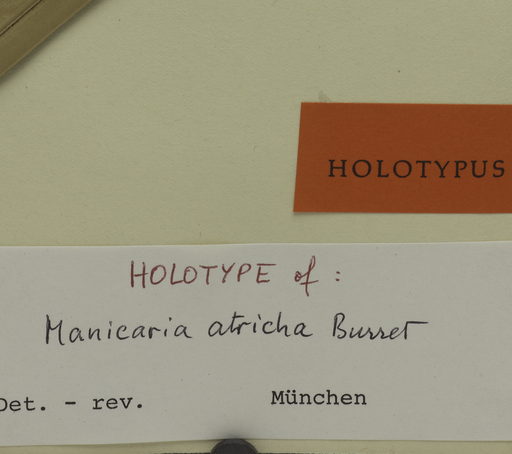 HOLOTYPUS
HOLOTYPE of :
Manicaria atricha Burret
Det. - rev. München